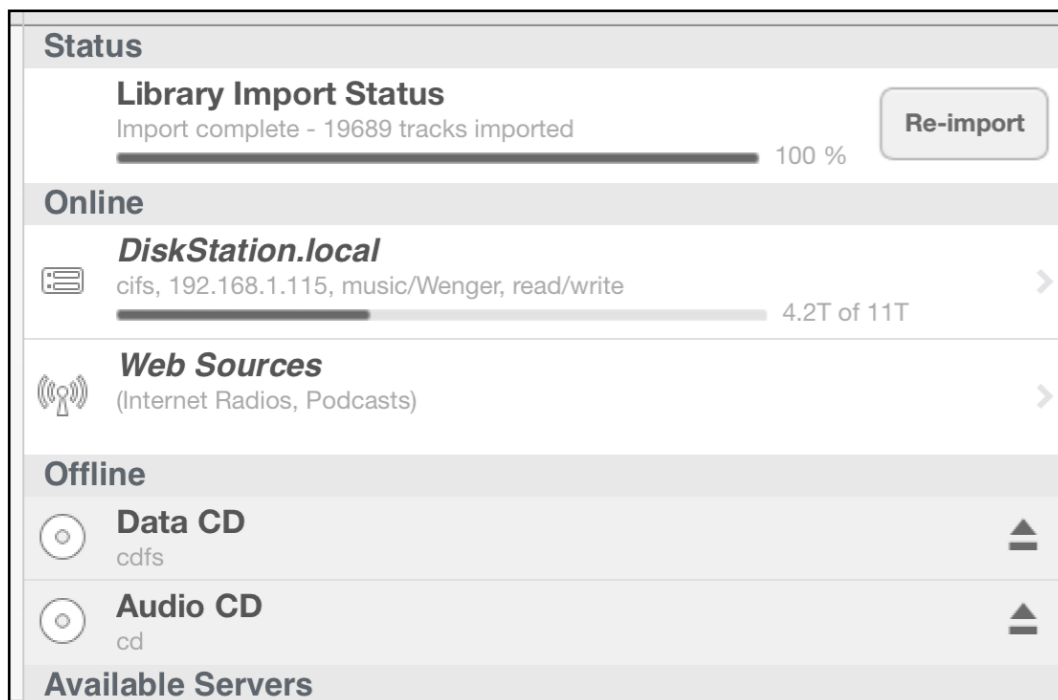 Status
Library Import Status
Import complete - 19689 tracks imported
100 %
Re-import
Online
DiskStation.local
cifs, 192.168.1.115, music/Wenger, read/write
4.2T of 11T
Web Sources
(Internet Radios, Podcasts)
Offline
Data CD
cdfs
Audio CD
cd
Available Servers